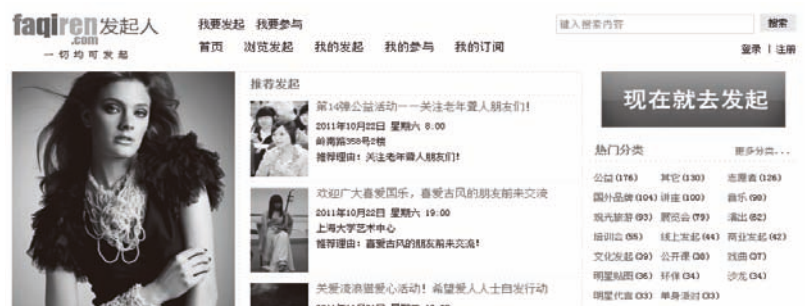 faqiren发起人
.com
一切均可发起
我要发起 我要参与
首页 浏览发起 我的发起 我的参与 我的订阅
键入搜索内容
搜索
登录 | 注册
推荐发起
第14弹公益活动——关注老年聋人朋友们!
2011年10月22日 星期六 8:00
岭南路358号2楼
推荐理由：关注老年聋人朋友们!
欢迎广大喜爱国乐，喜爱古风的朋友前来交流
2011年10月22日 星期六 19:00
上海大学艺术中心
推荐理由：喜爱古风的朋友前来交流!
关爱流浪猫爱心活动！希望爱人人士自发行动
现在就去发起
热门分类 更多分类...
公益(176) 其它(130) 志愿者(126)
国外品牌(104) 讲座(100) 音乐(99)
观光旅游(93) 展览会(79) 演出(62)
培训会(55) 线上发起(44) 商业发起(42)
文化发起(39) 公开课(38) 戏曲(37)
明星贴图(36) 环保(34) 沙龙(34)
明星代言(33) 单身派对(33)